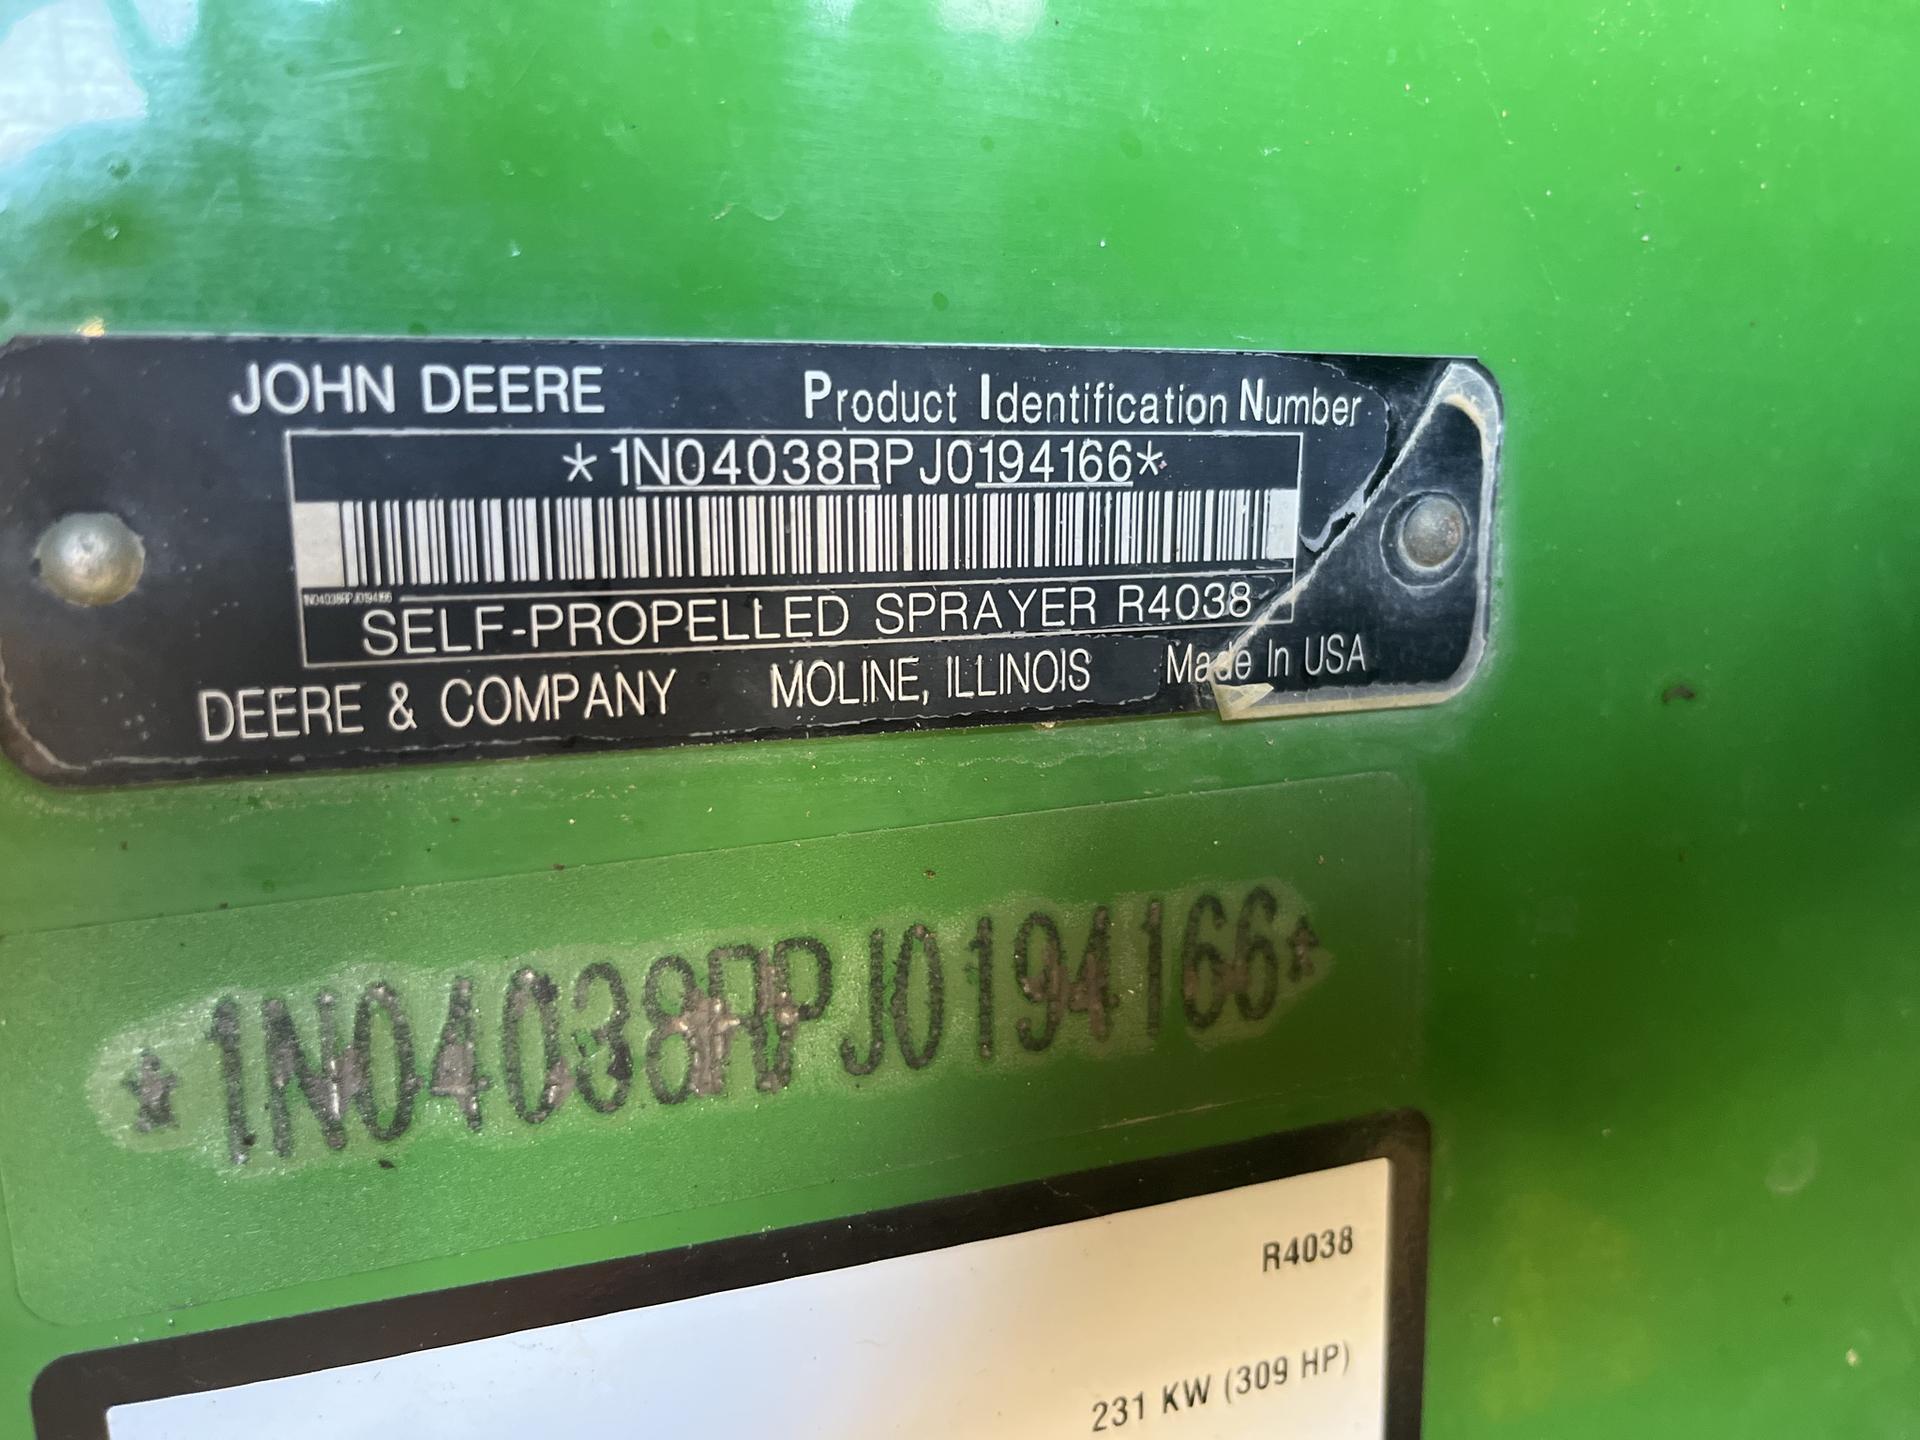 JOHN DEERE Product Identification Number
*1N04038RPJ0194166*
1N04038RPJ0194166
SELF-PROPELLED SPRAYER R4038
DEERE & COMPANY MOLINE, ILLINOIS Made In USA
*1N04038RPJ0194166*
R4038
231 KW (309 HP)